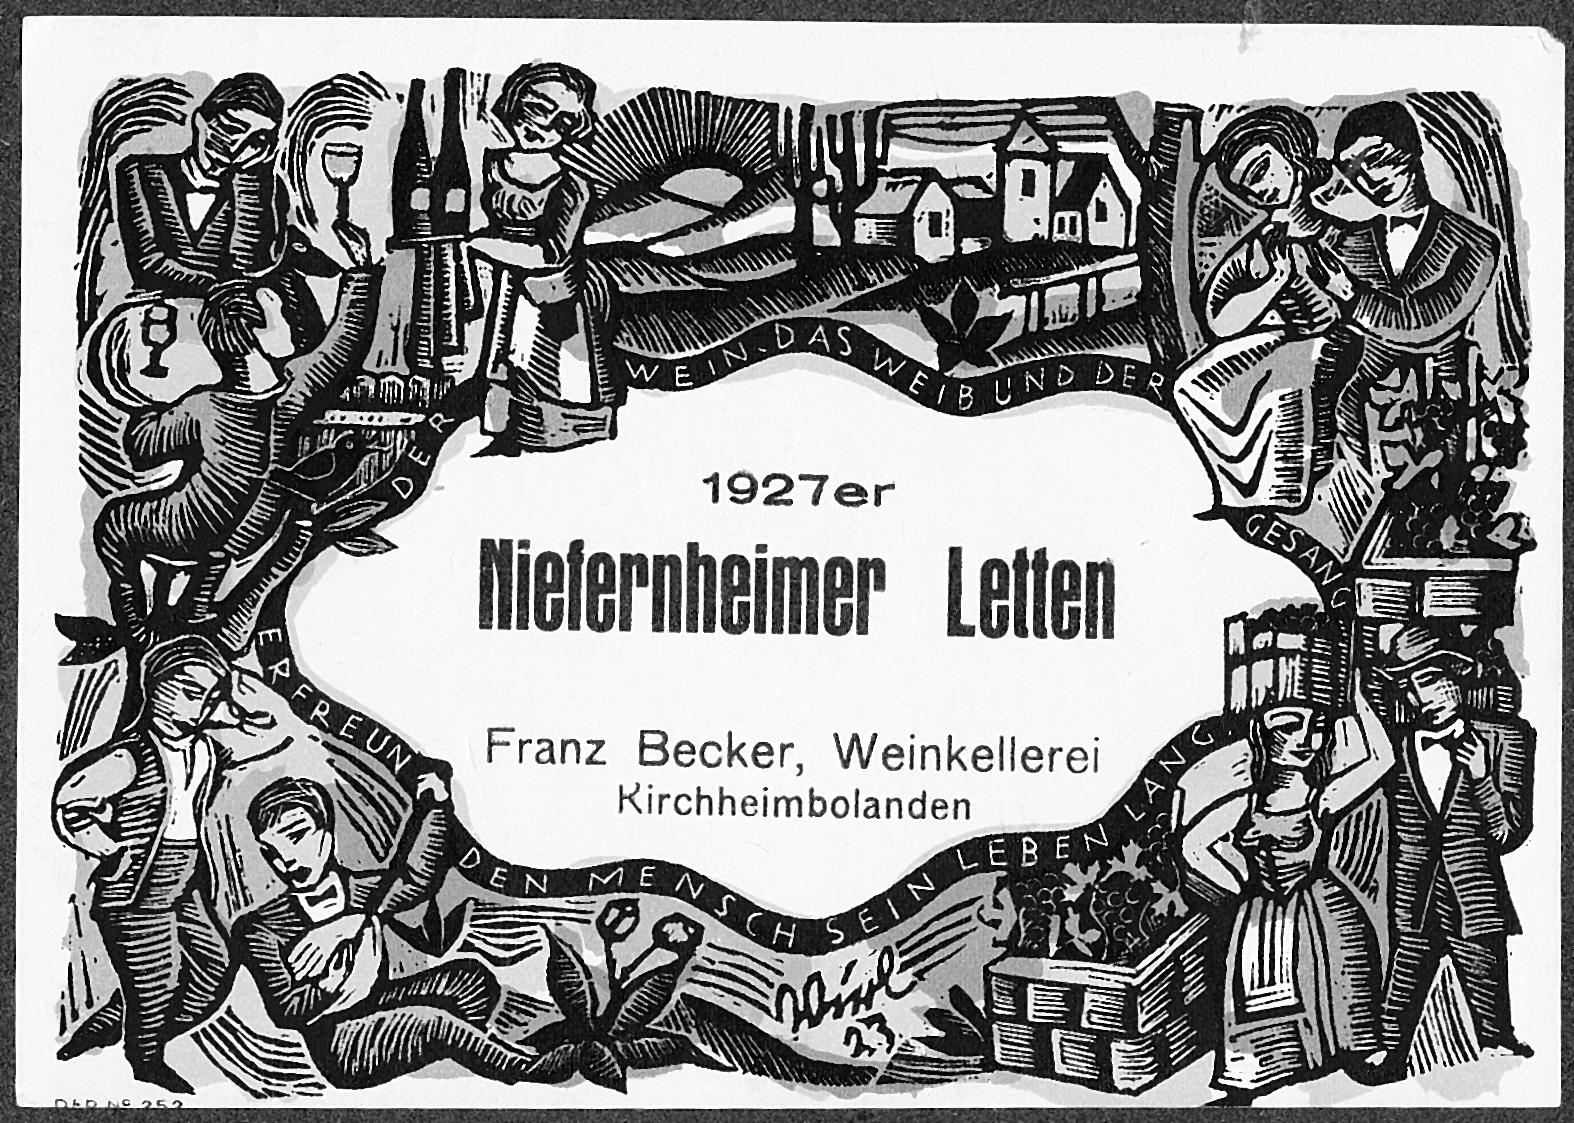 DER WEIN. DAS WEIB UND DER GESANG
ERFREUN DEN MENSCH SEIN LEBEN LANG.
1927er
Niefernheimer Letten
Franz Becker, Weinkellerei
Kirchheimbolanden
23
No 252